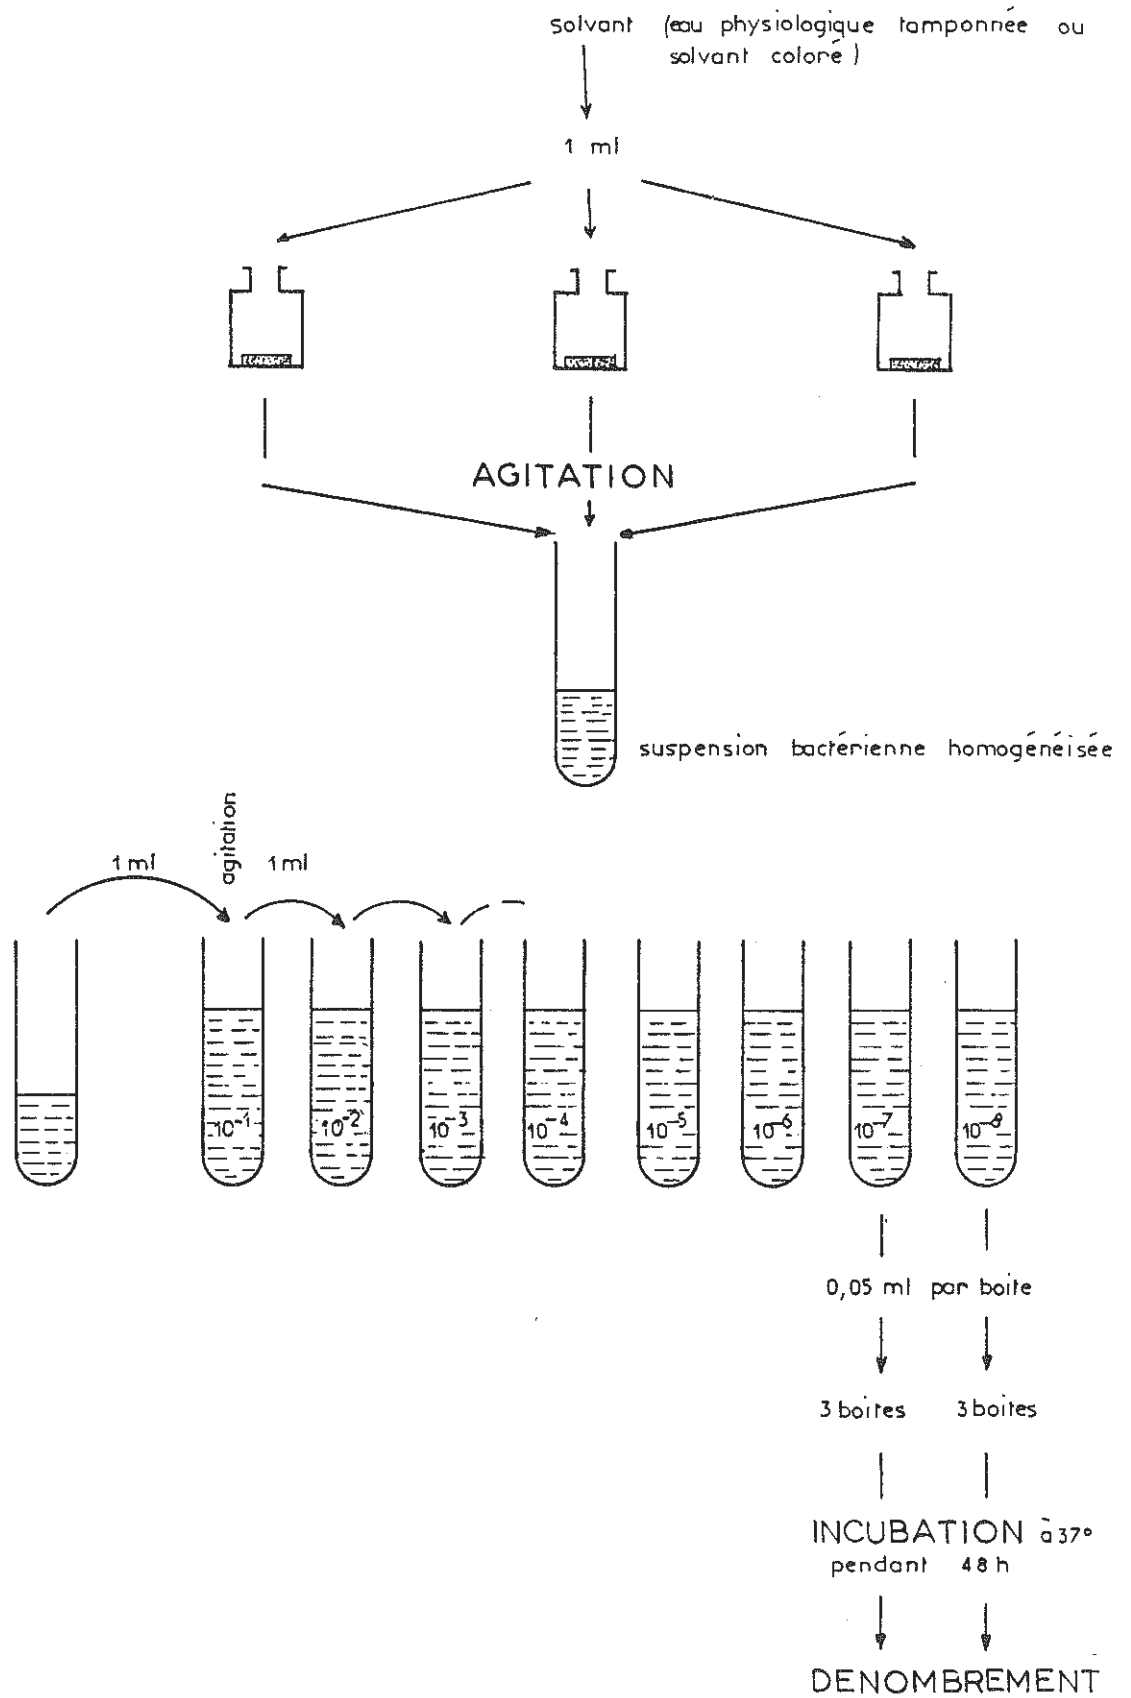 solvant (eau physiologique tamponnée ou
solvant coloré)
1 ml
AGITATION
suspension bactérienne homogénéisée
1 ml
agitation
1 ml
10⁻¹
10⁻²
10⁻³
10⁻⁴
10⁻⁵
10⁻⁶
10⁻⁷
10⁻⁸
0,05 ml par boite
3 boites
3 boites
INCUBATION à 37°
pendant 48 h
DENOMBREMENT